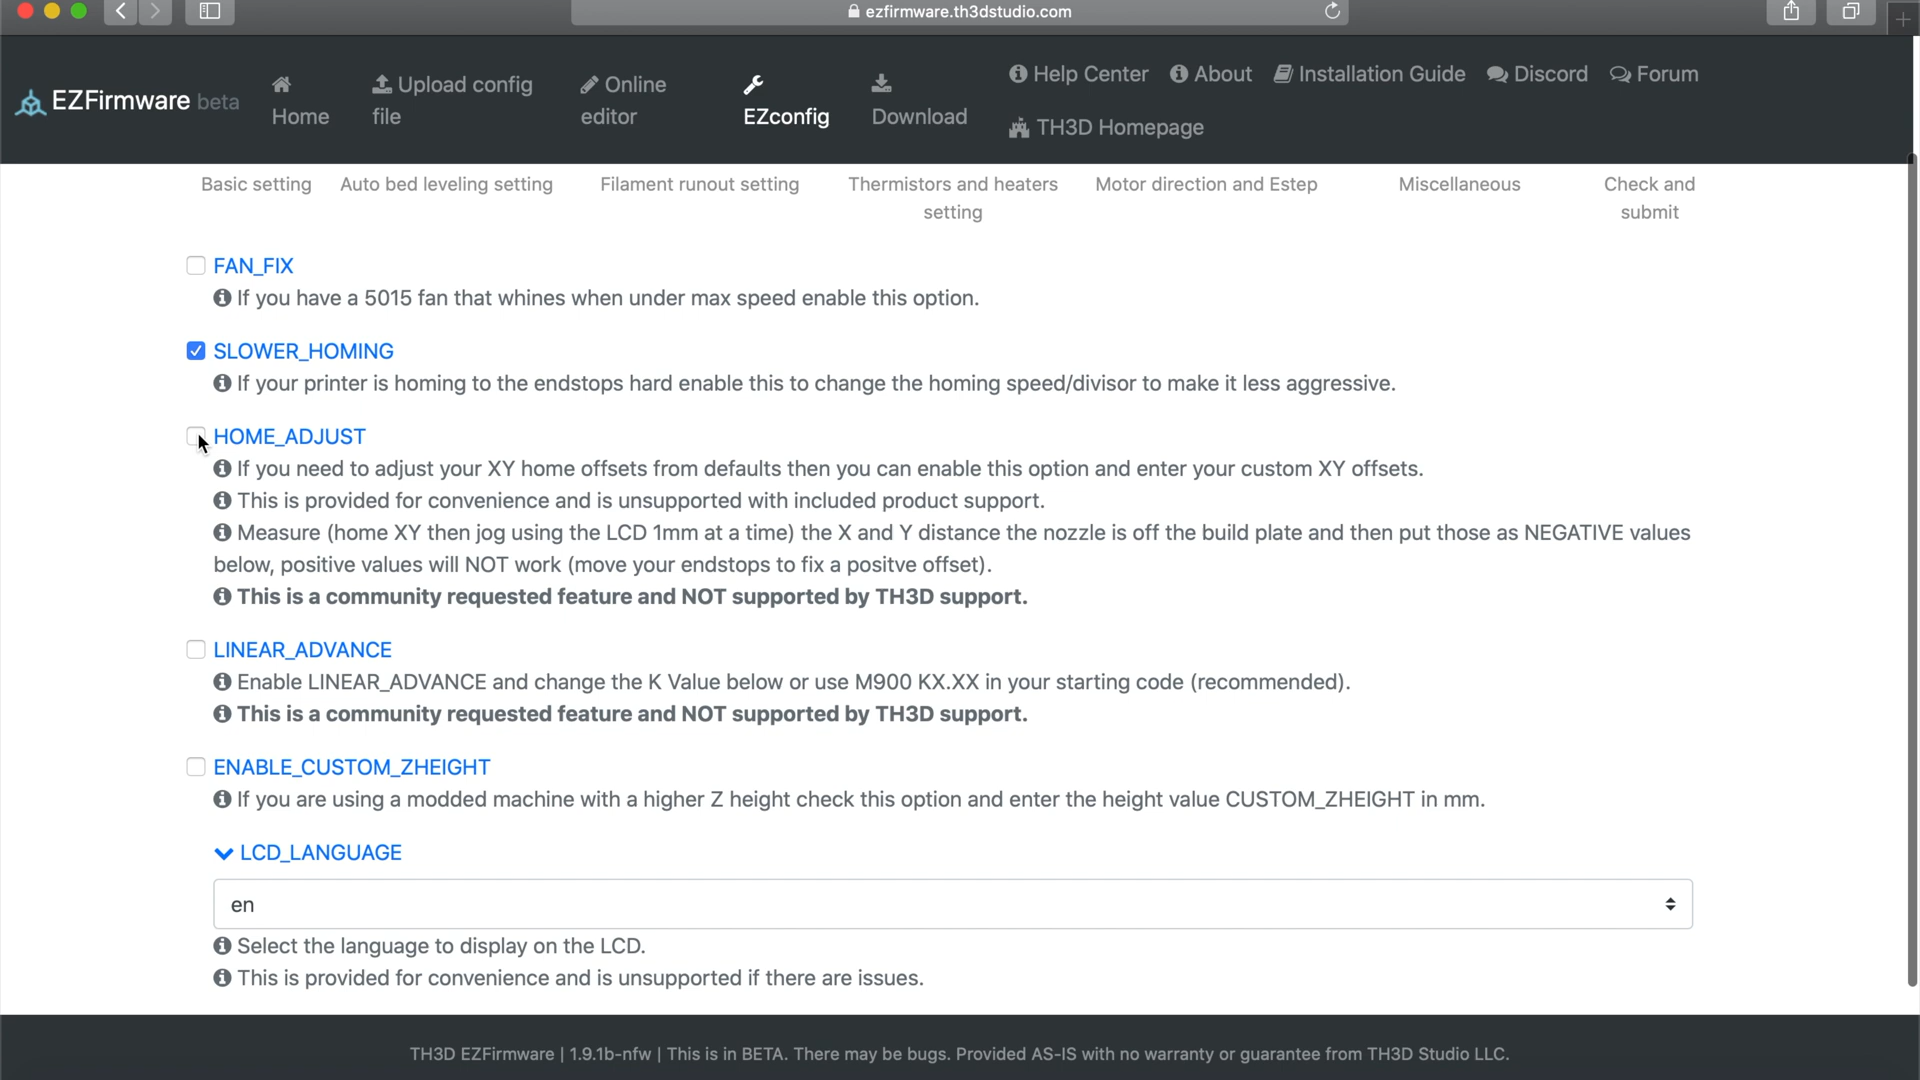 ezfirmware.th3dstudio.com
EZFirmware beta
Home
Upload config
file
Online
editor
EZconfig
Download
Help Center
About
Installation Guide
Discord
Forum
TH3D Homepage
Basic setting
Auto bed leveling setting
Filament runout setting
Thermistors and heaters
setting
Motor direction and Estep
Miscellaneous
Check and
submit
FAN_FIX
If you have a 5015 fan that whines when under max speed enable this option.
SLOWER_HOMING
If your printer is homing to the endstops hard enable this to change the homing speed/divisor to make it less aggressive.
HOME_ADJUST
If you need to adjust your XY home offsets from defaults then you can enable this option and enter your custom XY offsets.
This is provided for convenience and is unsupported with included product support.
Measure (home XY then jog using the LCD 1mm at a time) the X and Y distance the nozzle is off the build plate and then put those as NEGATIVE values
below, positive values will NOT work (move your endstops to fix a positve offset).
This is a community requested feature and NOT supported by TH3D support.
LINEAR_ADVANCE
Enable LINEAR_ADVANCE and change the K Value below or use M900 KX.XX in your starting code (recommended).
This is a community requested feature and NOT supported by TH3D support.
ENABLE_CUSTOM_ZHEIGHT
If you are using a modded machine with a higher Z height check this option and enter the height value CUSTOM_ZHEIGHT in mm.
LCD_LANGUAGE
en
Select the language to display on the LCD.
This is provided for convenience and is unsupported if there are issues.
TH3D EZFirmware | 1.9.1b-nfw | This is in BETA. There may be bugs. Provided AS-IS with no warranty or guarantee from TH3D Studio LLC.